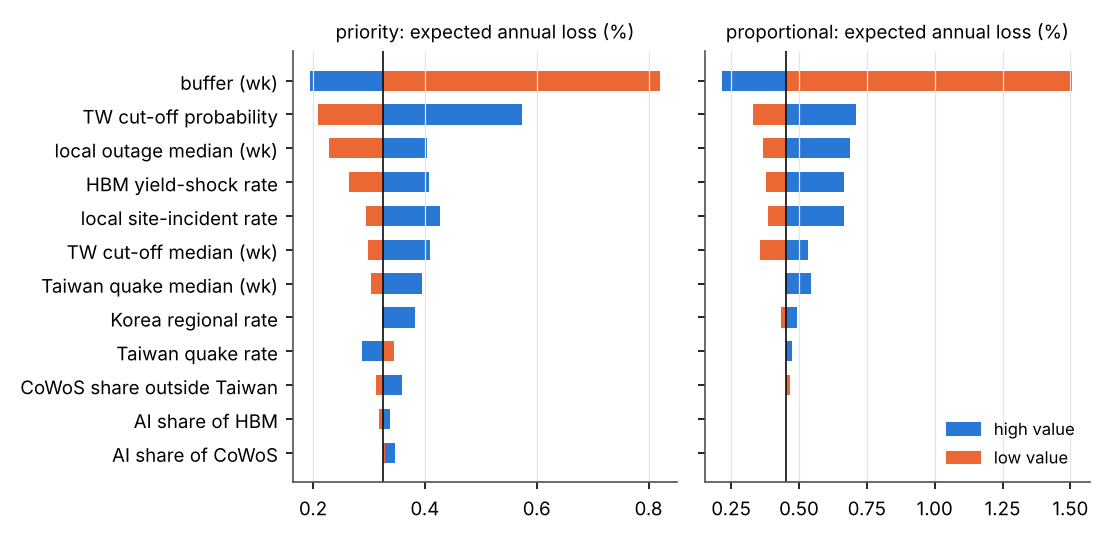 priority: expected annual loss (%)
proportional: expected annual loss (%)
buffer (wk)
TW cut-off probability
local outage median (wk)
HBM yield-shock rate
local site-incident rate
TW cut-off median (wk)
Taiwan quake median (wk)
Korea regional rate
Taiwan quake rate
CoWoS share outside Taiwan
AI share of HBM
AI share of CoWoS
high value
low value
0.2 0.4 0.6 0.8
0.25 0.50 0.75 1.00 1.25 1.50